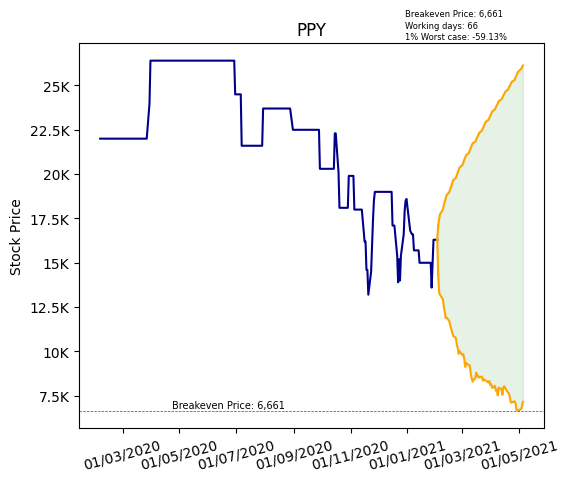 Breakeven Price: 6,661
Working days: 66
1% Worst case: -59.13%
PPY
Stock Price
25K
22.5K
20K
17.5K
15K
12.5K
10K
7.5K
Breakeven Price: 6,661
01/03/2020
01/05/2020
01/07/2020
01/09/2020
01/11/2020
01/01/2021
01/03/2021
01/05/2021